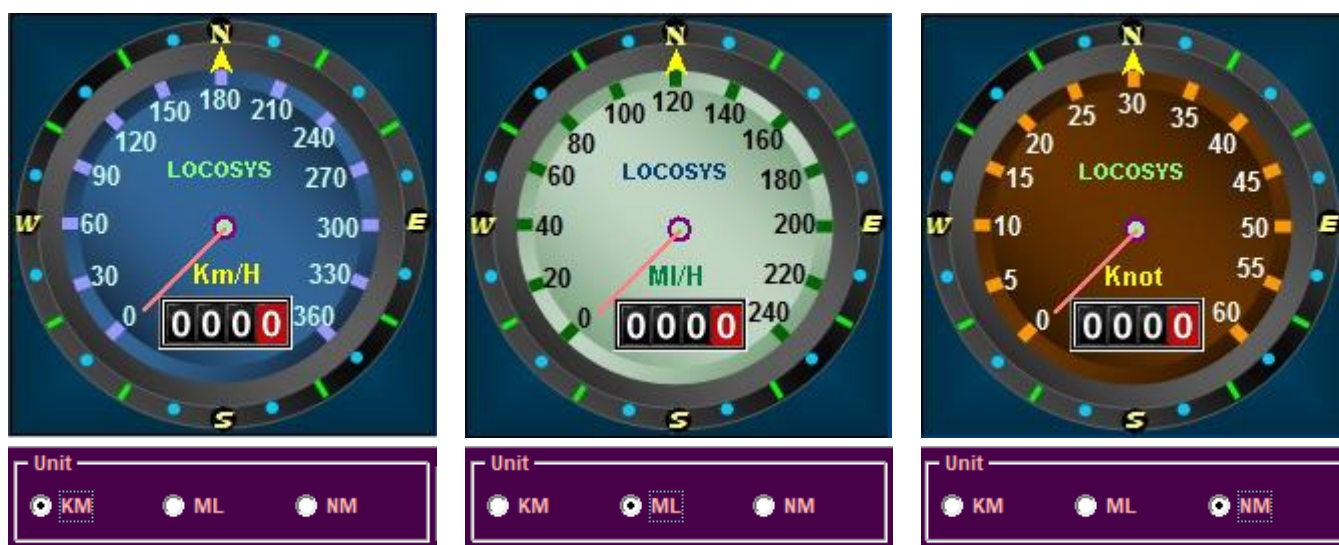 N
180
150 210
120 240
LOCOSYS
90 270
W 60 300 E
Km/H
30 330
0 0000 360
S
Unit
KM ML NM
N
120
100 140
80 160
LOCOSYS
60 180
W 40 200 E
MI/H
20 220
0 0000 240
S
Unit
KM ML NM
N
30
25 35
20 40
LOCOSYS
15 45
W 10 50 E
Knot
5 55
0 0000 60
S
Unit
KM ML NM